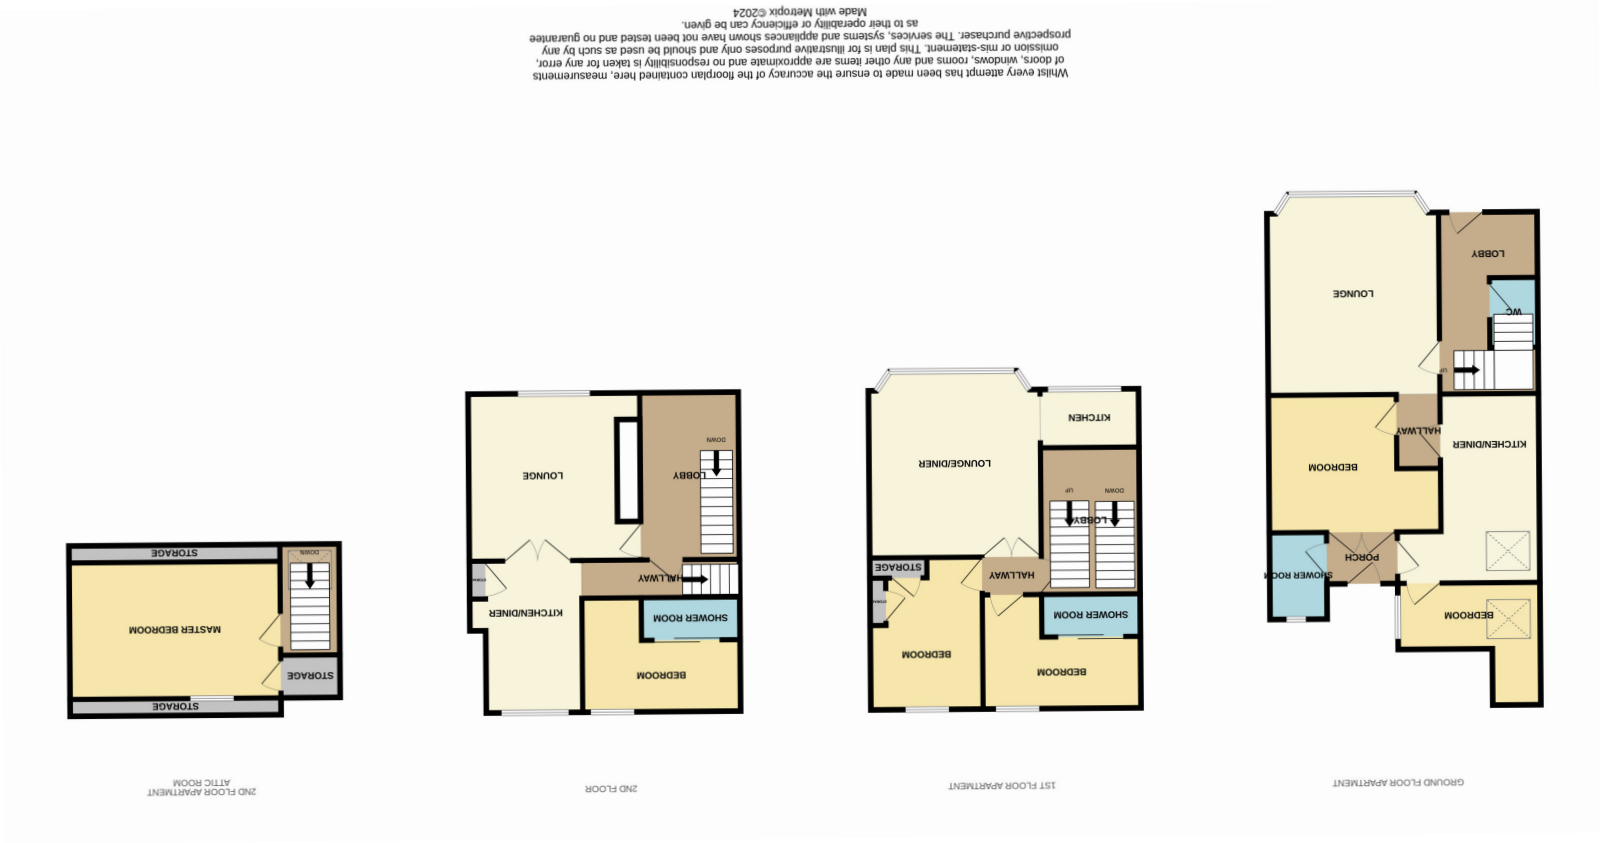 GROUND FLOOR APARTMENT
1ST FLOOR APARTMENT
2ND FLOOR
2ND FLOOR APARTMENT
ATTIC ROOM
BEDROOM
SHOWER ROOM
PORCH
BEDROOM
KITCHEN/DINER
HALLWAY
UP
WC
LOUNGE
LOBBY
BEDROOM
BEDROOM
SHOWER ROOM
STORAGE
STORAGE
HALLWAY
LOBBY
UP
DOWN
LOUNGE/DINER
KITCHEN
BEDROOM
SHOWER ROOM
KITCHEN/DINER
STORAGE
HALLWAY
LOUNGE
LOBBY
DOWN
STORAGE
STORAGE
MASTER BEDROOM
STORAGE
DOWN
Whilst every attempt has been made to ensure the accuracy of the floorplan contained here, measurements
of doors, windows, rooms and any other items are approximate and no responsibility is taken for any error,
omission or mis-statement. This plan is for illustrative purposes only and should be used as such by any
prospective purchaser. The services, systems and appliances shown have not been tested and no guarantee
as to their operability or efficiency can be given.
Made with Metropix ©2024